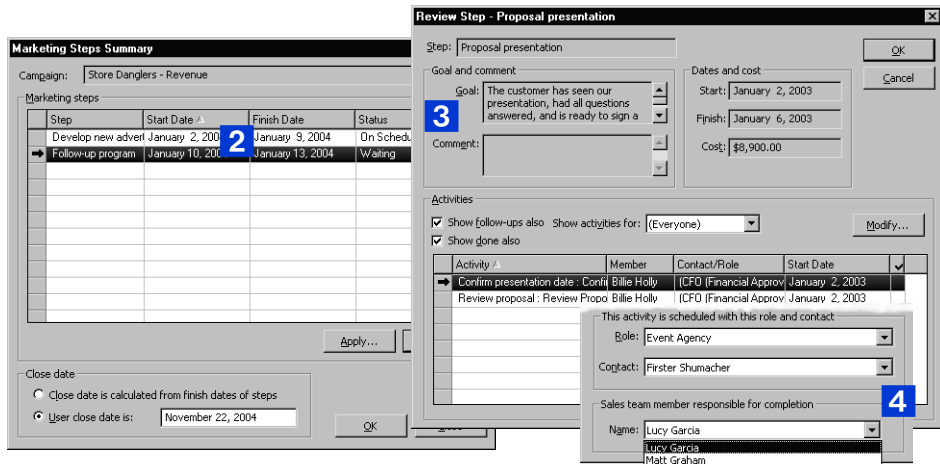 Marketing Steps Summary
Campaign: Store Danglers - Revenue
Marketing steps
Step Start Date Finish Date Status
Develop new advert January 2, 200 January 9, 2004 On Schedu
Follow-up program January 10, 200 January 13, 2004 Waiting
2
Apply...
Close date
Close date is calculated from finish dates of steps
User close date is: November 22, 2004
OK
Review Step - Proposal presentation
Step: Proposal presentation
OK
Cancel
Goal and comment
Goal: The customer has seen our
presentation, had all questions
answered, and is ready to sign a
3
Comment:
Dates and cost
Start: January 2, 2003
Finish: January 6, 2003
Cost: $8,900.00
Activities
Show follow-ups also Show activities for: (Everyone)
Modify...
Show done also
Activity Member Contact/Role Start Date
Confirm presentation date : Confi Billie Holly (CFO (Financial Approv January 2, 2003
Review proposal : Review Propo Billie Holly (CFO (Financial Approv January 2, 2003
This activity is scheduled with this role and contact
Role: Event Agency
Contact: Firster Shumacher
Sales team member responsible for completion
4
Name: Lucy Garcia
Lucy Garcia
Matt Graham